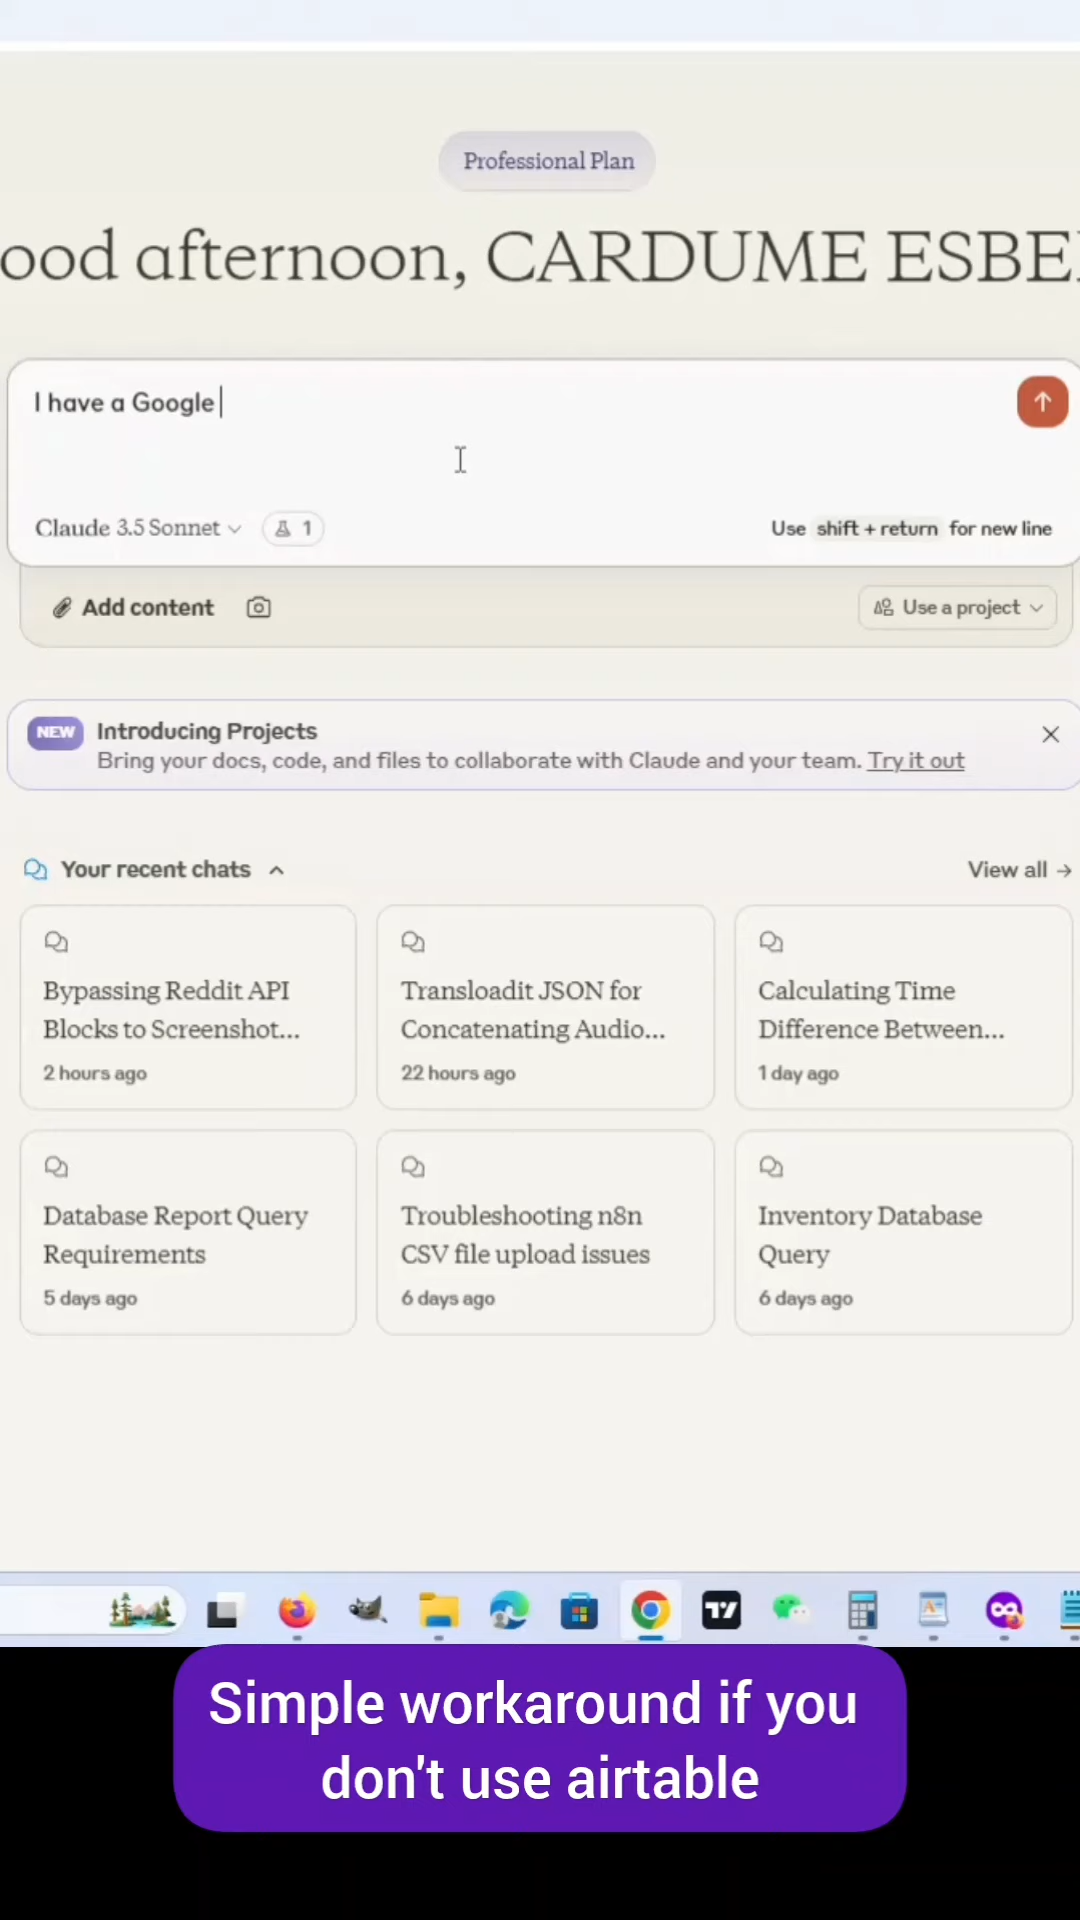 Professional Plan
ood afternoon, CARDUME ESBE
I have a Google
Claude 3.5 Sonnet
1
Use shift + return for new line
Add content
Use a project
NEW
Introducing Projects
Bring your docs, code, and files to collaborate with Claude and your team. Try it out
Your recent chats
View all →
Bypassing Reddit API
Blocks to Screenshot...
2 hours ago
Transloadit JSON for
Concatenating Audio...
22 hours ago
Calculating Time
Difference Between...
1 day ago
Database Report Query
Requirements
5 days ago
Troubleshooting n8n
CSV file upload issues
6 days ago
Inventory Database
Query
6 days ago
Simple workaround if you
don't use airtable